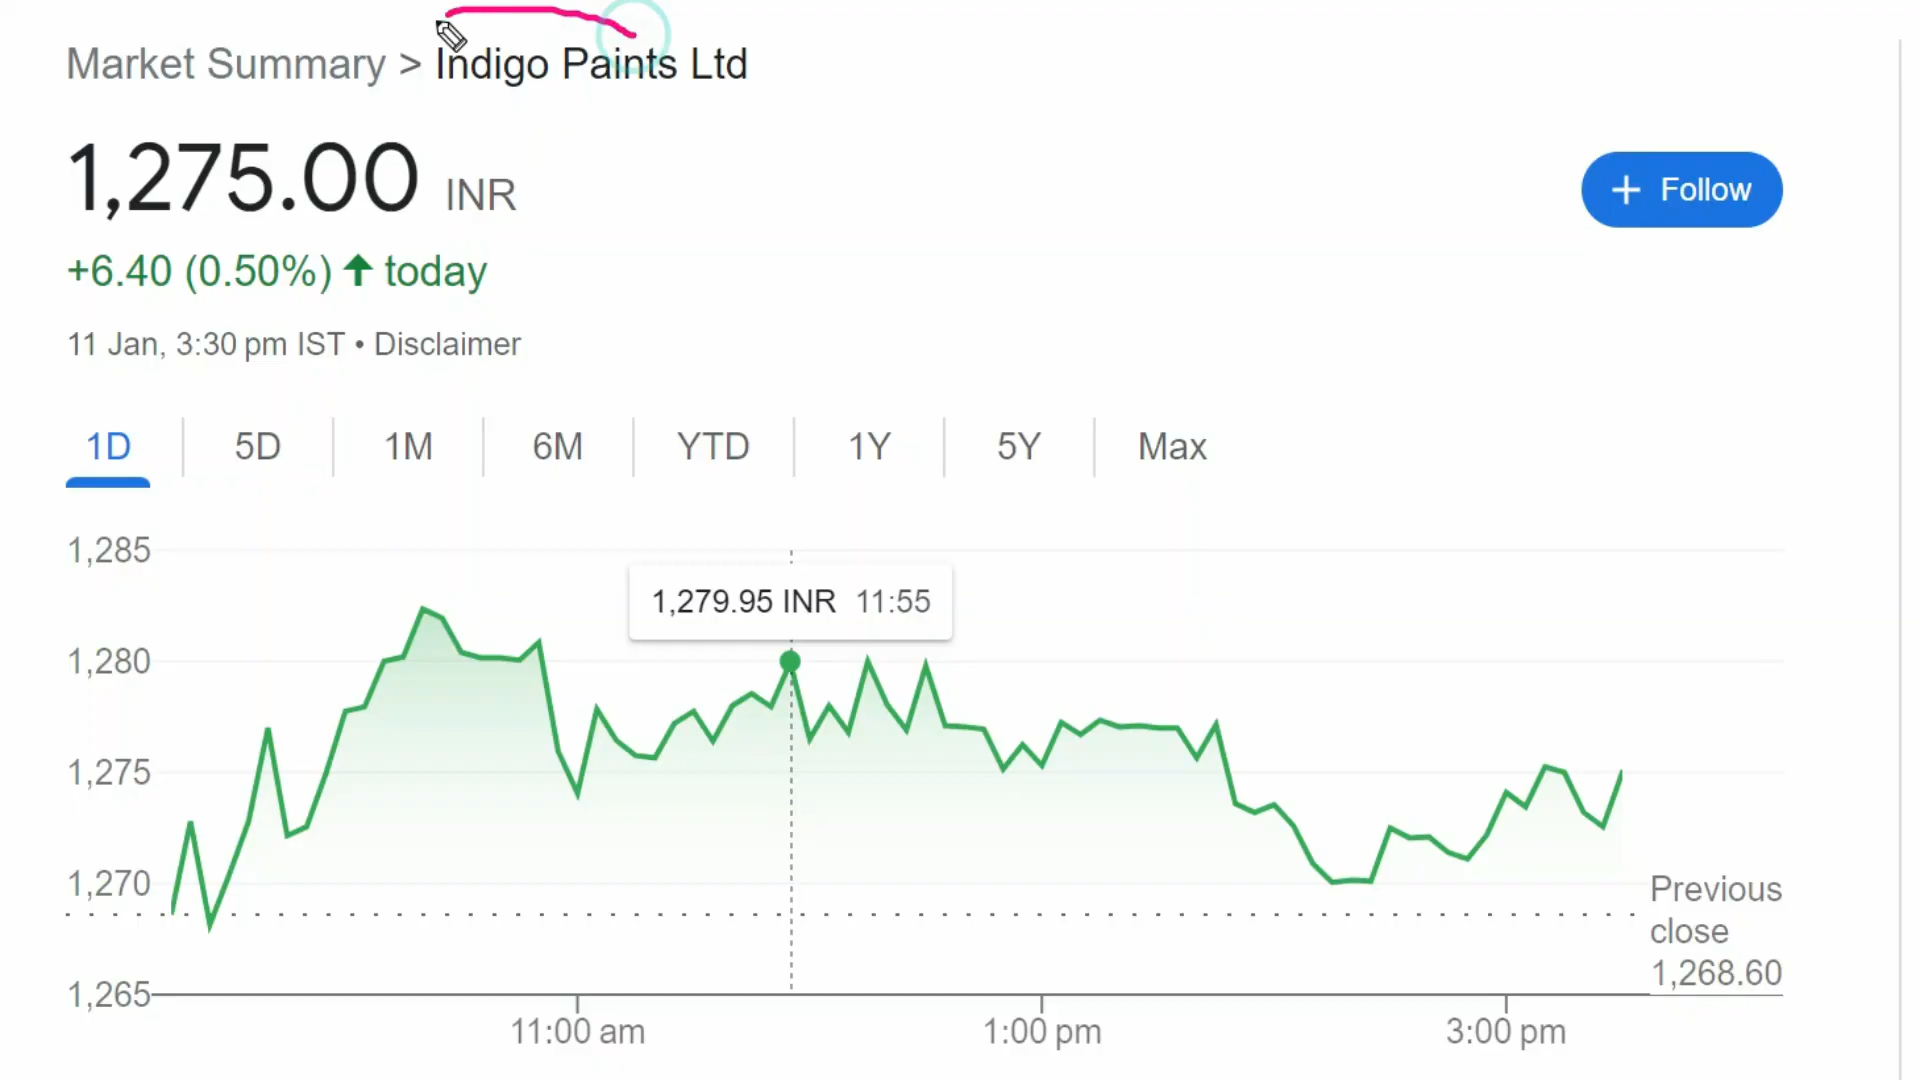 Market Summary > Indigo Paints Ltd
1,275.00 INR
+ Follow
+6.40 (0.50%) ↑ today
11 Jan, 3:30 pm IST • Disclaimer
1D 5D 1M 6M YTD 1Y 5Y Max
1,285
1,279.95 INR 11:55
1,280
1,275
1,270
Previous
close
1,268.60
1,265
11:00 am 1:00 pm 3:00 pm